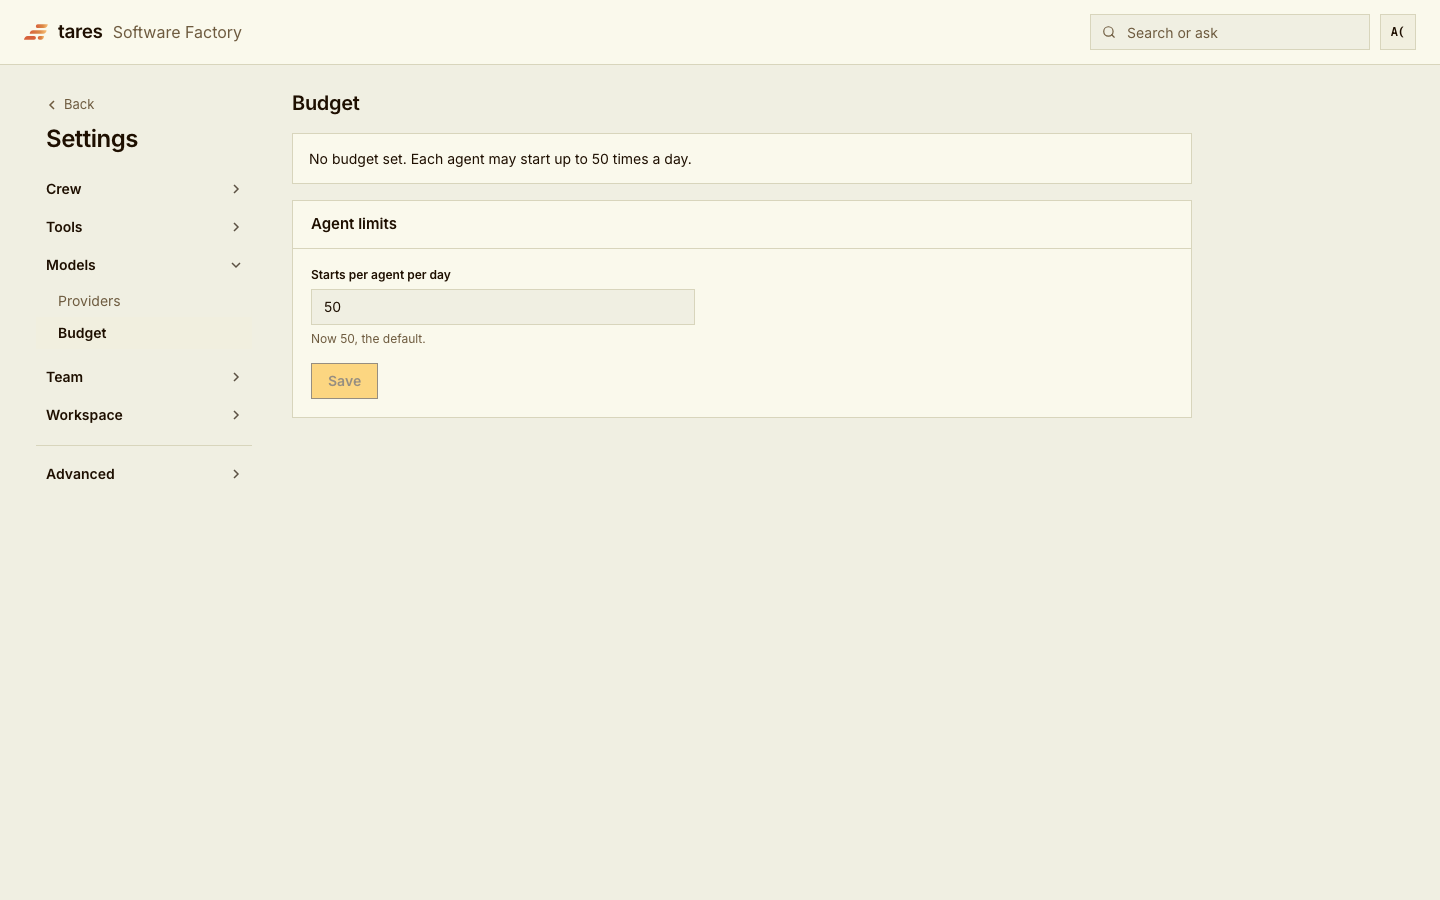 tares Software Factory
Search or ask
A(
Back
Settings
Crew
Tools
Models
Providers
Budget
Team
Workspace
Advanced
Budget
No budget set. Each agent may start up to 50 times a day.
Agent limits
Starts per agent per day
50
Now 50, the default.
Save